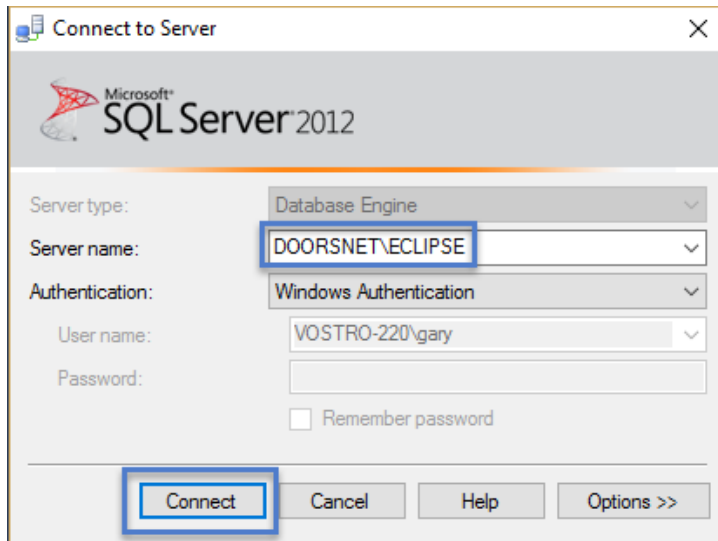 Connect to Server
Microsoft®
SQL Server® 2012
Server type: Database Engine
Server name: DOORSNET\ECLIPSE
Authentication: Windows Authentication
User name: VOSTRO-220\gary
Password:
Remember password
Connect Cancel Help Options >>